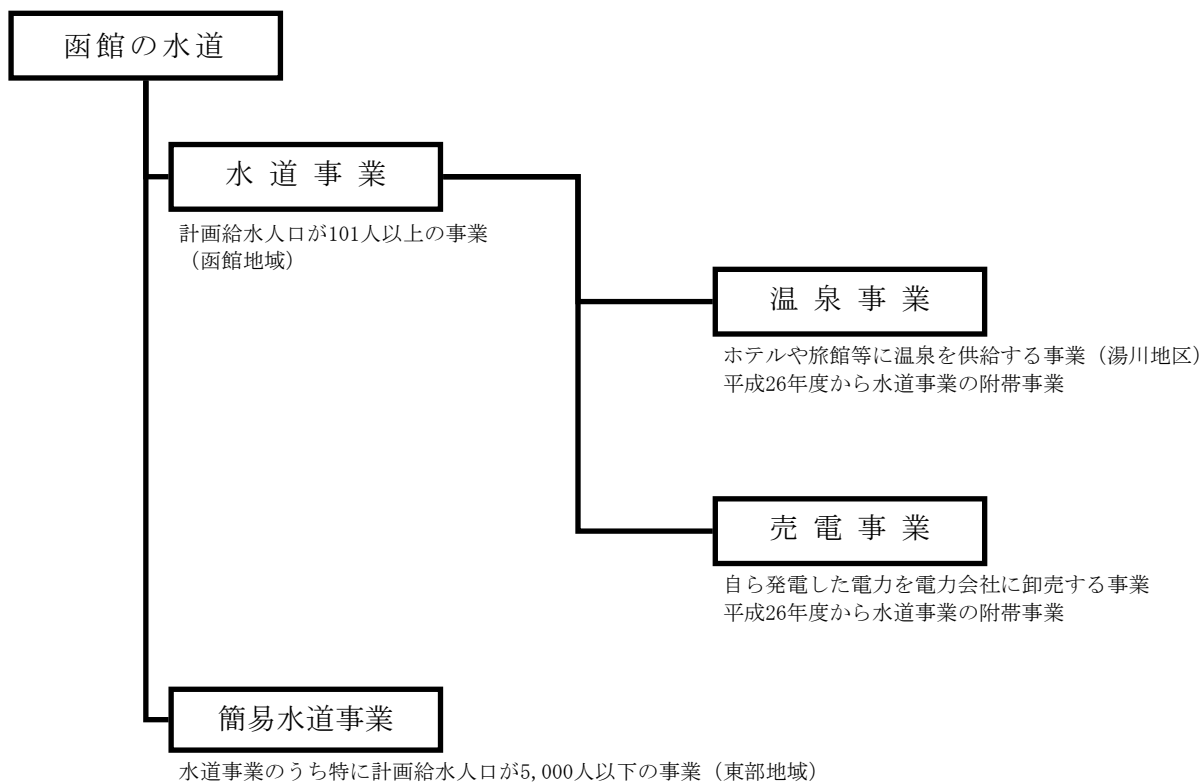 函館の水道
水道事業
計画給水人口が101人以上の事業
（函館地域）
温泉事業
ホテルや旅館等に温泉を供給する事業（湯川地区）
平成26年度から水道事業の附帯事業
売電事業
自ら発電した電力を電力会社に卸売する事業
平成26年度から水道事業の附帯事業
簡易水道事業
水道事業のうち特に計画給水人口が5,000人以下の事業（東部地域）